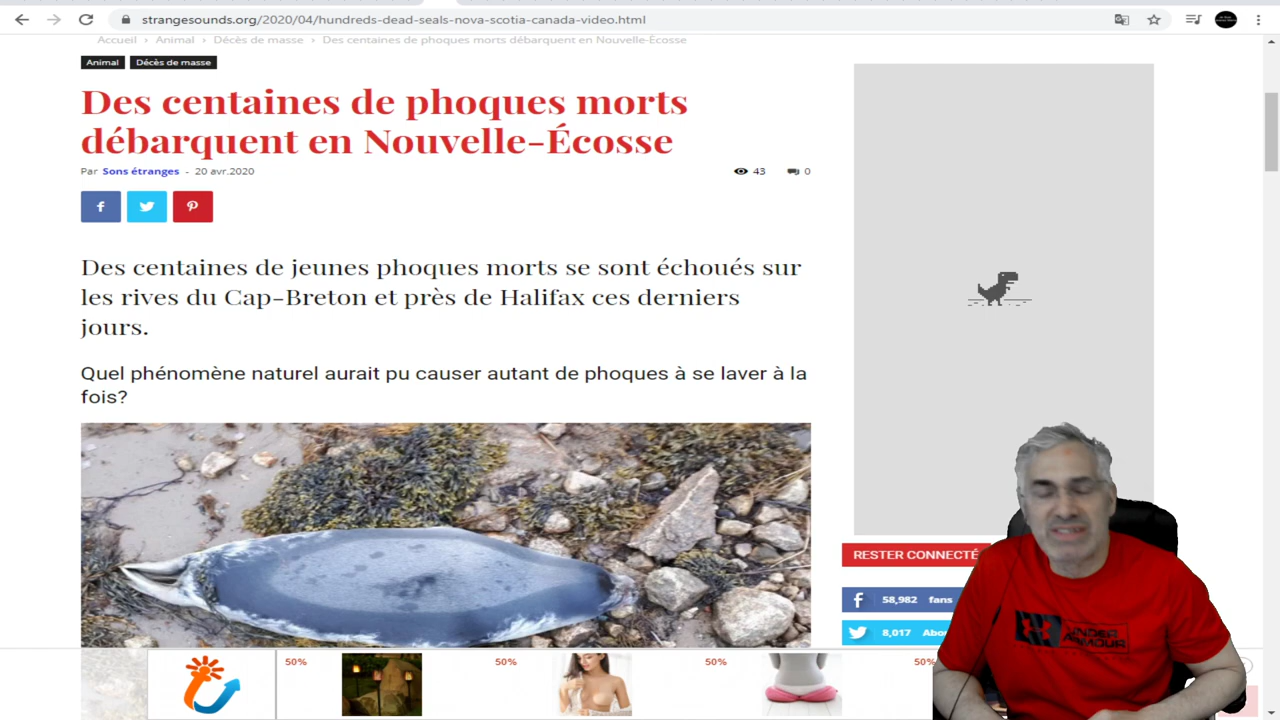 strangesounds.org/2020/04/hundreds-dead-seals-nova-scotia-canada-video.html
Accueil › Animal › Décès de masse › Des centaines de phoques morts débarquent en Nouvelle-Écosse
Animal Décès de masse
Des centaines de phoques morts
débarquent en Nouvelle-Écosse
Par Sons étranges - 20 avr.2020 43 0
Des centaines de jeunes phoques morts se sont échoués sur
les rives du Cap-Breton et près de Halifax ces derniers
jours.
Quel phénomène naturel aurait pu causer autant de phoques à se laver à la
fois?
RESTER CONNECTÉ
58,982 fans
8,017
UNDER
ARMOUR
50% 50% 50% 50%